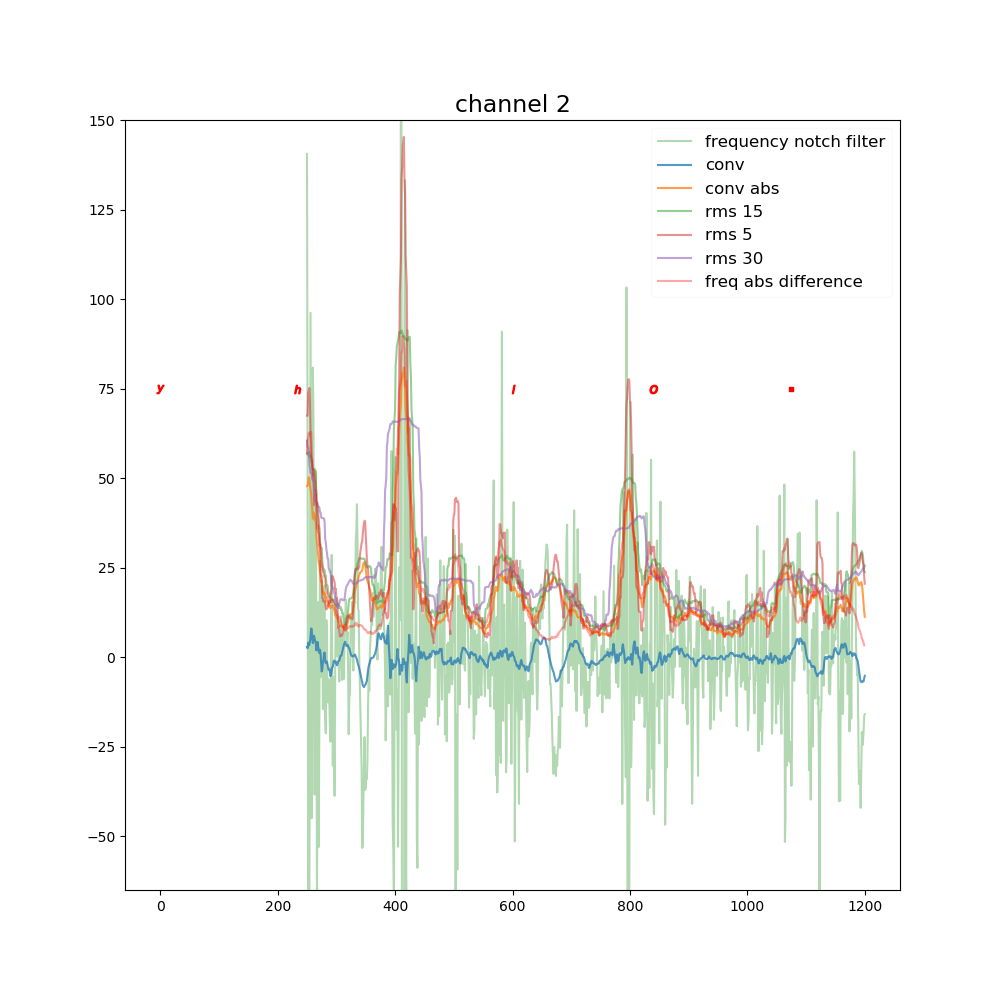 channel 2
150
125
100
75
50
25
0
−25
−50
frequency notch filter
conv
conv abs
rms 15
rms 5
rms 30
freq abs difference
y h l o .
0 200 400 600 800 1000 1200